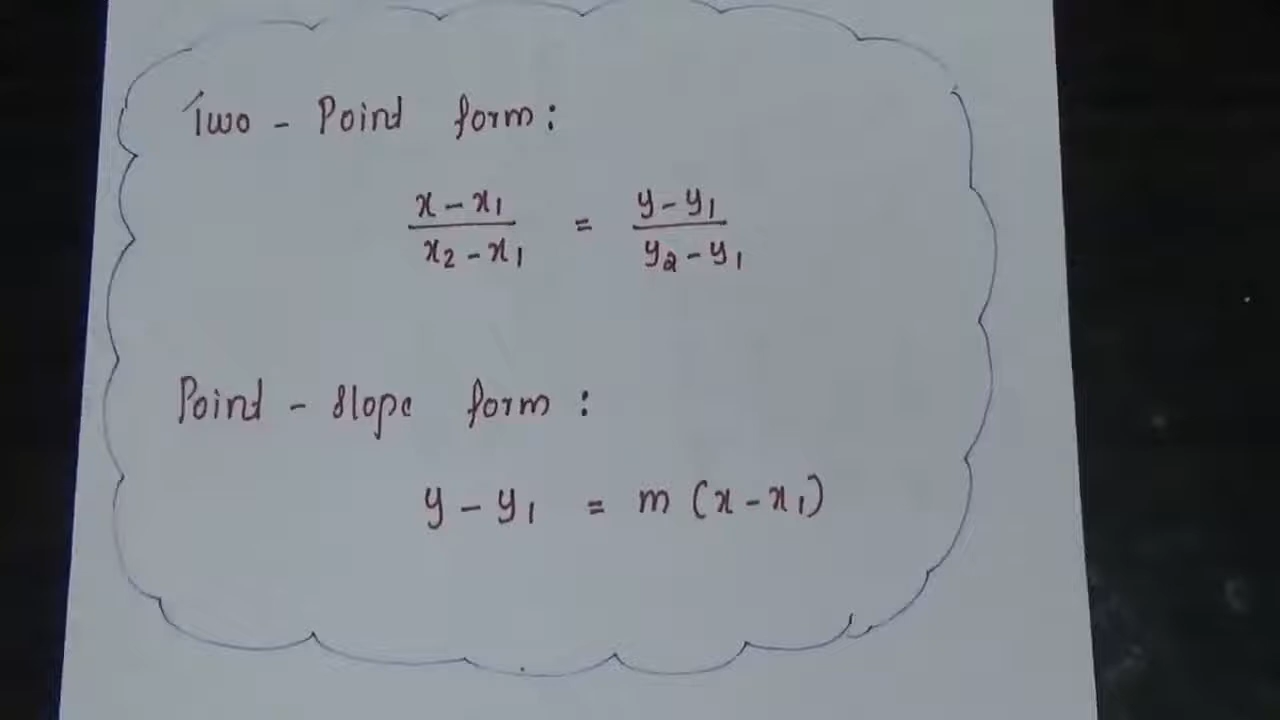 Two - Point form:
x - x₁ / x₂ - x₁ = y - y₁ / y₂ - y₁
Point - slope form :
y - y₁ = m (x - x₁)